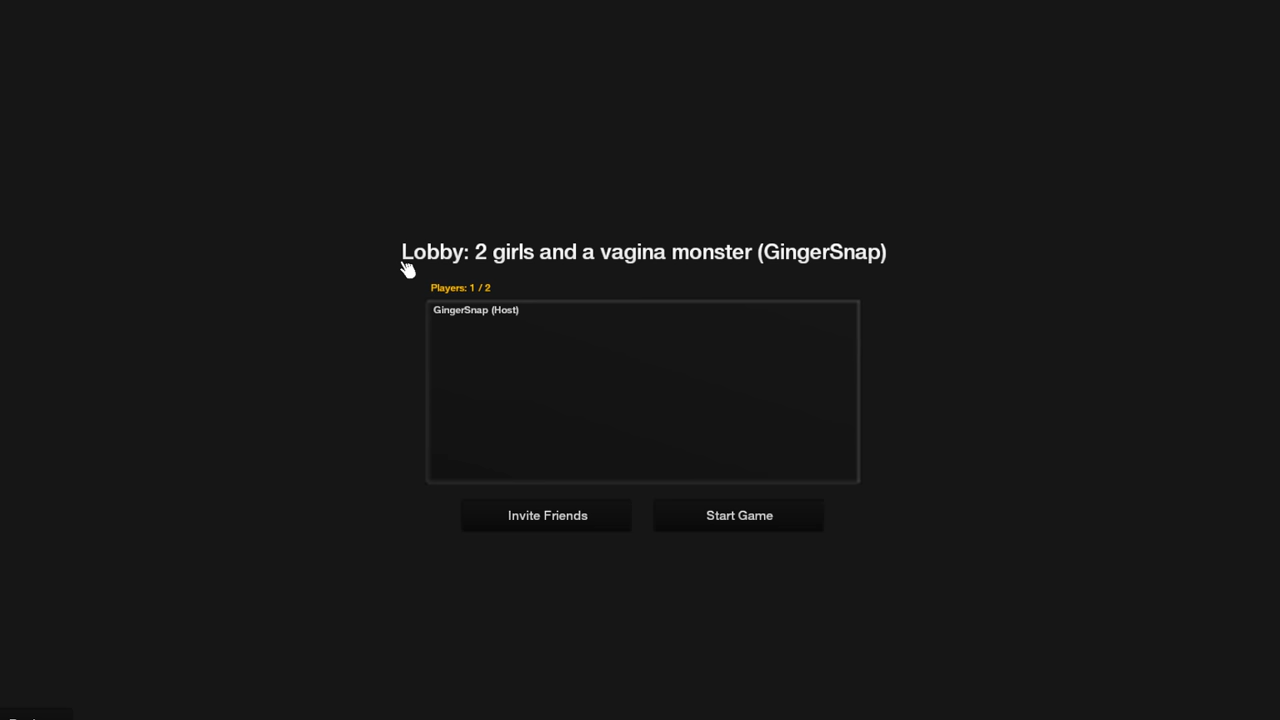 Lobby: 2 girls and a vagina monster (GingerSnap)
Players: 1 / 2
GingerSnap (Host)
Invite Friends
Start Game